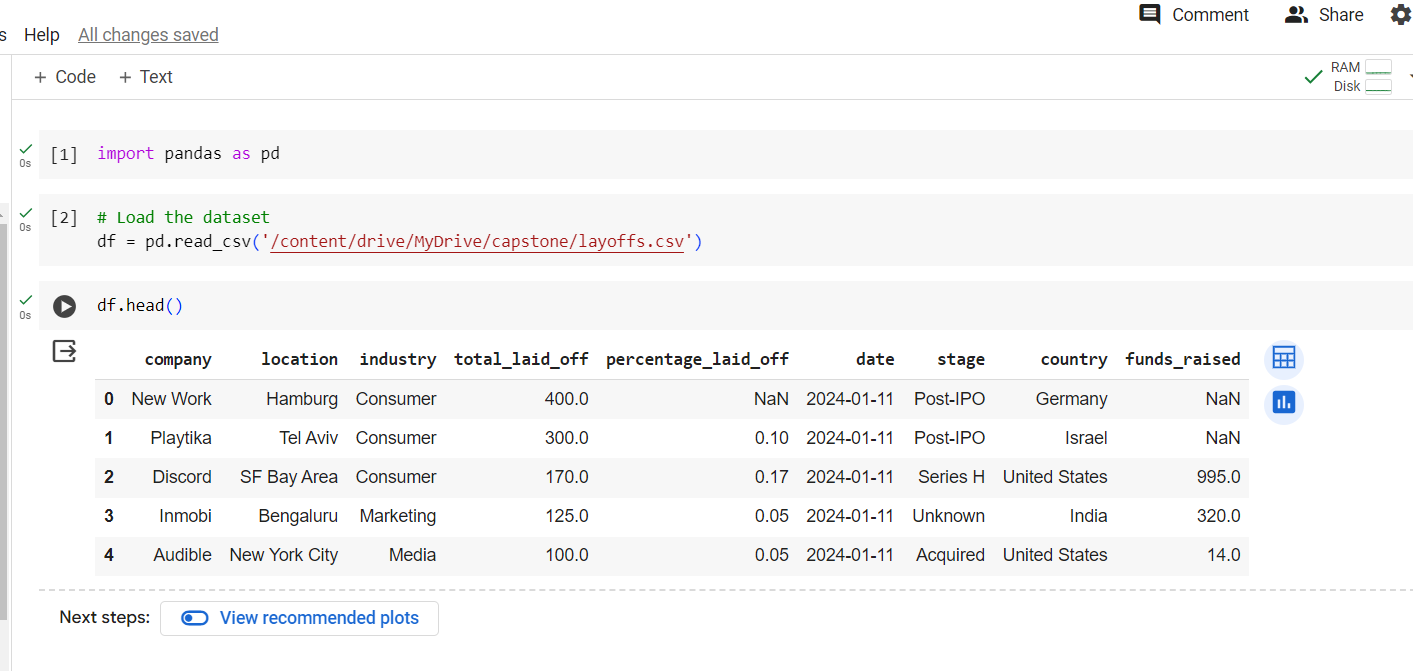 Comment Share
s Help All changes saved
+ Code + Text
RAM
Disk
0s [1] import pandas as pd
0s [2] # Load the dataset
df = pd.read_csv('/content/drive/MyDrive/capstone/layoffs.csv')
0s df.head()
company location industry total_laid_off percentage_laid_off date stage country funds_raised
0 New Work Hamburg Consumer 400.0 NaN 2024-01-11 Post-IPO Germany NaN
1 Playtika Tel Aviv Consumer 300.0 0.10 2024-01-11 Post-IPO Israel NaN
2 Discord SF Bay Area Consumer 170.0 0.17 2024-01-11 Series H United States 995.0
3 Inmobi Bengaluru Marketing 125.0 0.05 2024-01-11 Unknown India 320.0
4 Audible New York City Media 100.0 0.05 2024-01-11 Acquired United States 14.0
Next steps: View recommended plots